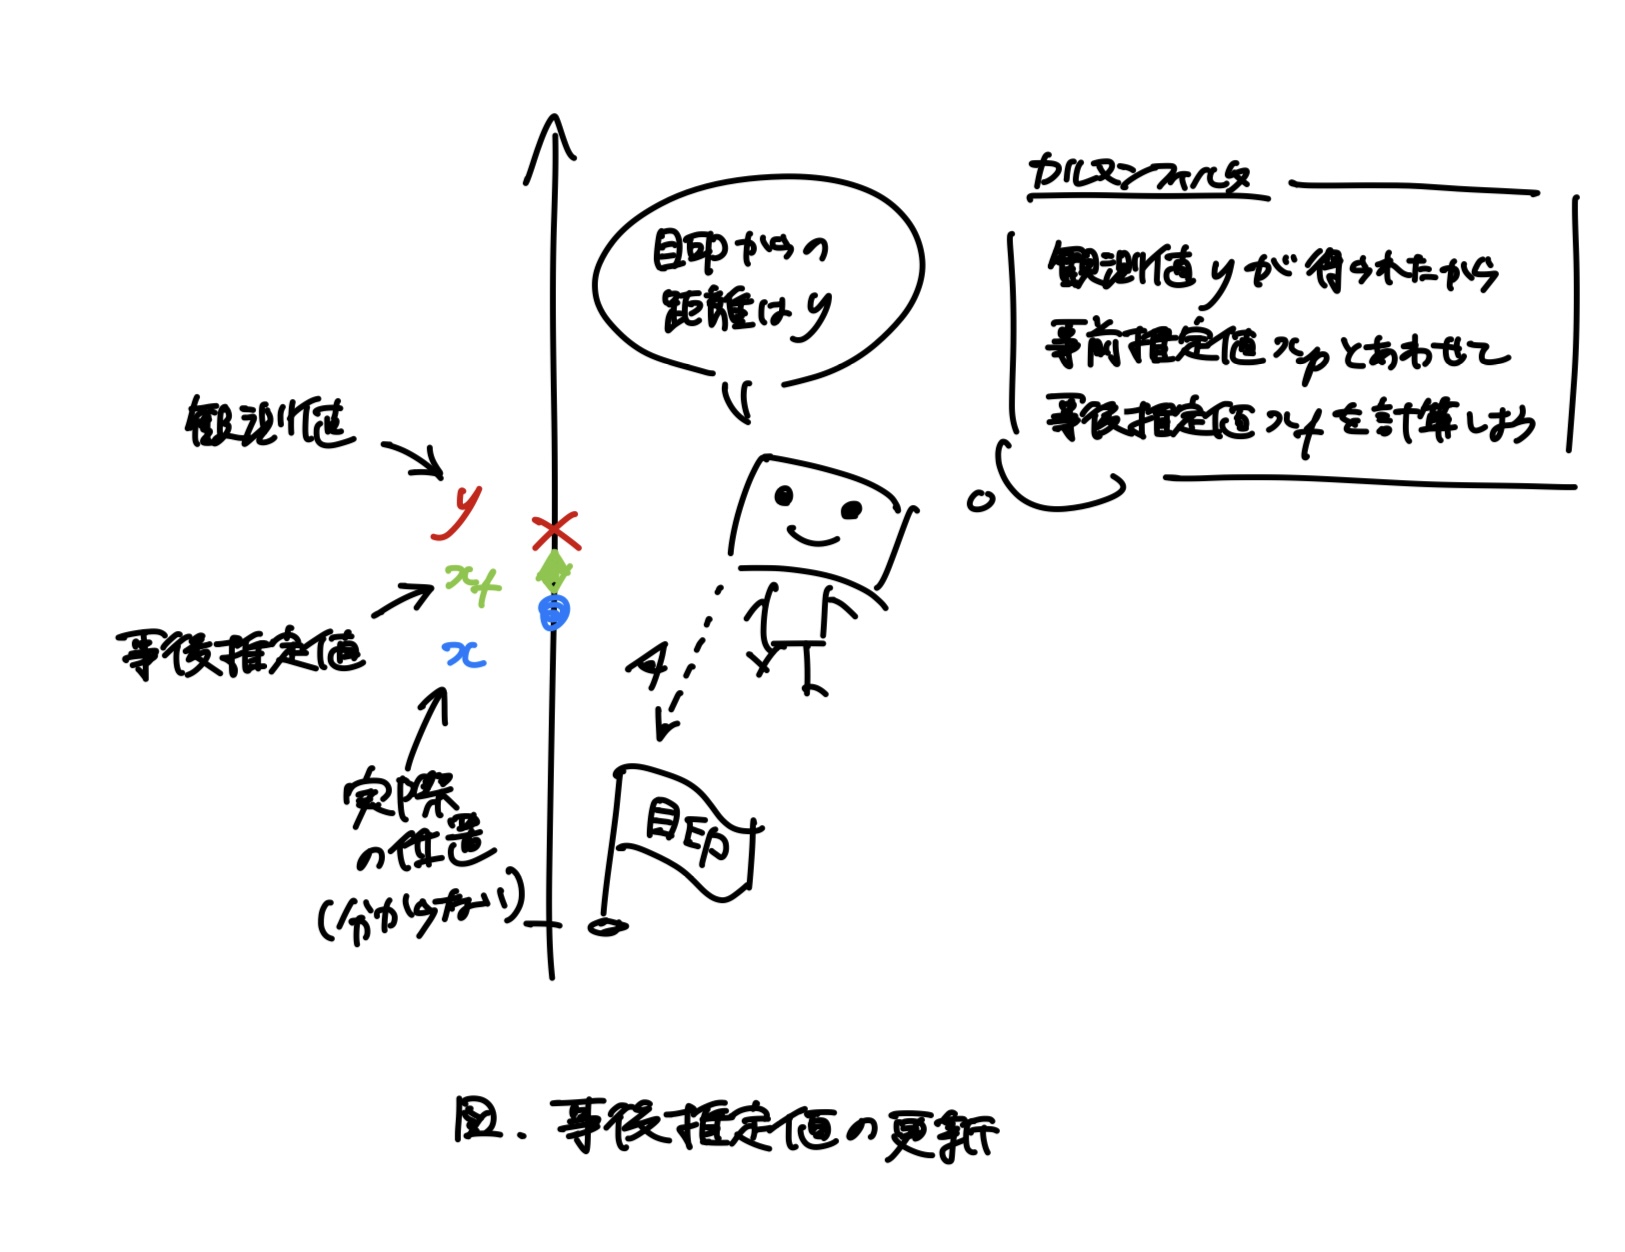 カルマンフィルタ
観測値 y が 得られたから
事前推定値 xp とあわせて
事後推定値 xf を計算しよう
目印からの
距離は y
観測値
y
xf
事後推定値
x
実際
の位置
(分からない)
目印
図. 事後推定値の更新